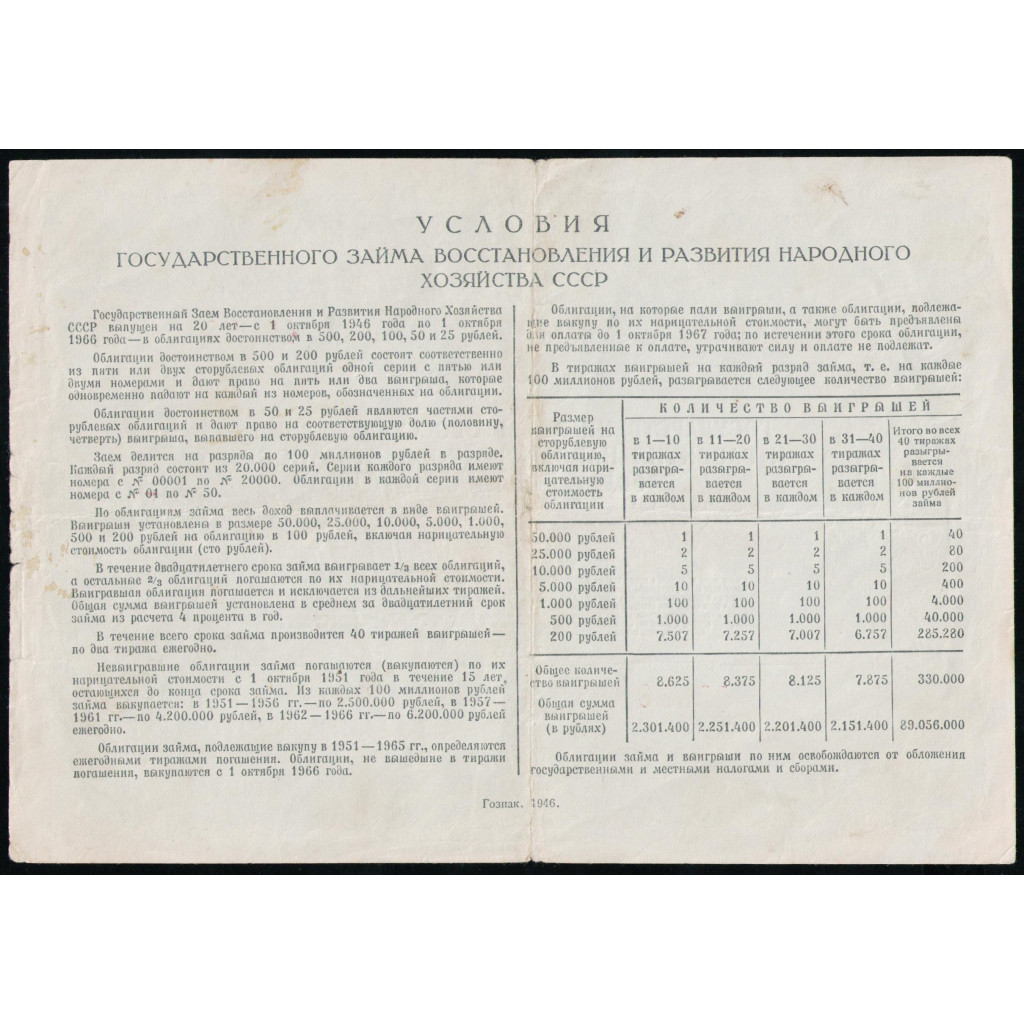 УСЛОВИЯ
ГОСУДАРСТВЕННОГО ЗАЙМА ВОССТАНОВЛЕНИЯ И РАЗВИТИЯ НАРОДНОГО
ХОЗЯЙСТВА СССР
Государственный Заем Восстановления и Развития Народного Хозяйства
СССР выпущен на 20 лет—с 1 октября 1946 года по 1 октября
1966 года—в облигациях достоинством в 500, 200, 100, 50 и 25 рублей.
Облигации достоинством в 500 и 200 рублей состоят соответственно
из пяти или двух сторублевых облигаций одной серии с пятью или
двумя номерами и дают право на пять или два выигрыша, которые
одновременно падают на каждый из номеров, обозначенных на облигации.
Облигации достоинством в 50 и 25 рублей являются частями сто-
рублевых облигаций и дают право на соответствующую долю (половину,
четверть) выигрыша, выпавшего на сторублевую облигацию.
Заем делится на разряды по 100 миллионов рублей в разряде.
Каждый разряд состоит из 20.000 серий. Серии каждого разряда имеют
номера с № 00001 по № 20000. Облигации в каждой серии имеют
номера с № 01 по № 50.
По облигациям займа весь доход выплачивается в виде выигрышей.
Выигрыши установлены в размере 50.000, 25.000, 10.000, 5.000, 1.000,
500 и 200 рублей на облигацию в 100 рублей, включая нарицательную
стоимость облигации (сто рублей).
В течение двадцатилетнего срока займа выигрывает 1/3 всех облигаций,
а остальные 2/3 облигаций погашаются по их нарицательной стоимости.
Выигравшая облигация погашается и исключается из дальнейших тиражей.
Общая сумма выигрышей установлена в среднем за двадцатилетний срок
займа из расчета 4 процента в год.
В течение всего срока займа производится 40 тиражей выигрышей—
по два тиража ежегодно.
Невыигравшие облигации займа погашаются (выкупаются) по их
нарицательной стоимости с 1 октября 1951 года в течение 15 лет,
остающихся до конца срока займа. Из каждых 100 миллионов рублей
займа выкупается: в 1951—1956 гг.—по 2.500.000 рублей, в 1957—
1961 гг.—по 4.200.000 рублей, в 1962—1966 гг.—по 6.200.000 рублей
ежегодно.
Облигации займа, подлежащие выкупу в 1951—1965 гг., определяются
ежегодными тиражами погашения. Облигации, не вышедшие в тиражи
погашения, выкупаются с 1 октября 1966 года.
Облигации, на которые пали выигрыши, а также облигации, подлежа-
щие выкупу по их нарицательной стоимости, могут быть предъявлены
для оплаты до 1 октября 1967 года; по истечении этого срока облигации,
не предъявленные к оплате, утрачивают силу и оплате не подлежат.
В тиражах выигрышей на каждый разряд займа, т. е. на каждые
100 миллионов рублей, разыгрывается следующее количество выигрышей:
Размер
выигрышей на
сторублевую
облигацию,
включая нари-
цательную
стоимость
облигации
КОЛИЧЕСТВО ВЫИГРЫШЕЙ
в 1—10
тиражах
разыгры-
вается
в каждом
в 11—20
тиражах
разыгры-
вается
в каждом
в 21—30
тиражах
разыгры-
вается
в каждом
в 31—40
тиражах
разыгры-
вается
в каждом
Итого во всех
40 тиражах
разыгры-
вается
на каждые
100 миллио-
нов рублей
займа
50.000 рублей 1 1 1 1 40
25.000 рублей 2 2 2 2 80
10.000 рублей 5 5 5 5 200
5.000 рублей 10 10 10 10 400
1.000 рублей 100 100 100 100 4.000
500 рублей 1.000 1.000 1.000 1.000 40.000
200 рублей 7.507 7.257 7.007 6.757 285.280
Общее количе-
ство выигрышей 8.625 8.375 8.125 7.875 330.000
Общая сумма
выигрышей
(в рублях) 2.301.400 2.251.400 2.201.400 2.151.400 89.056.000
Облигации займа и выигрыши по ним освобождаются от обложения
государственными и местными налогами и сборами.
Гознак. 1946.